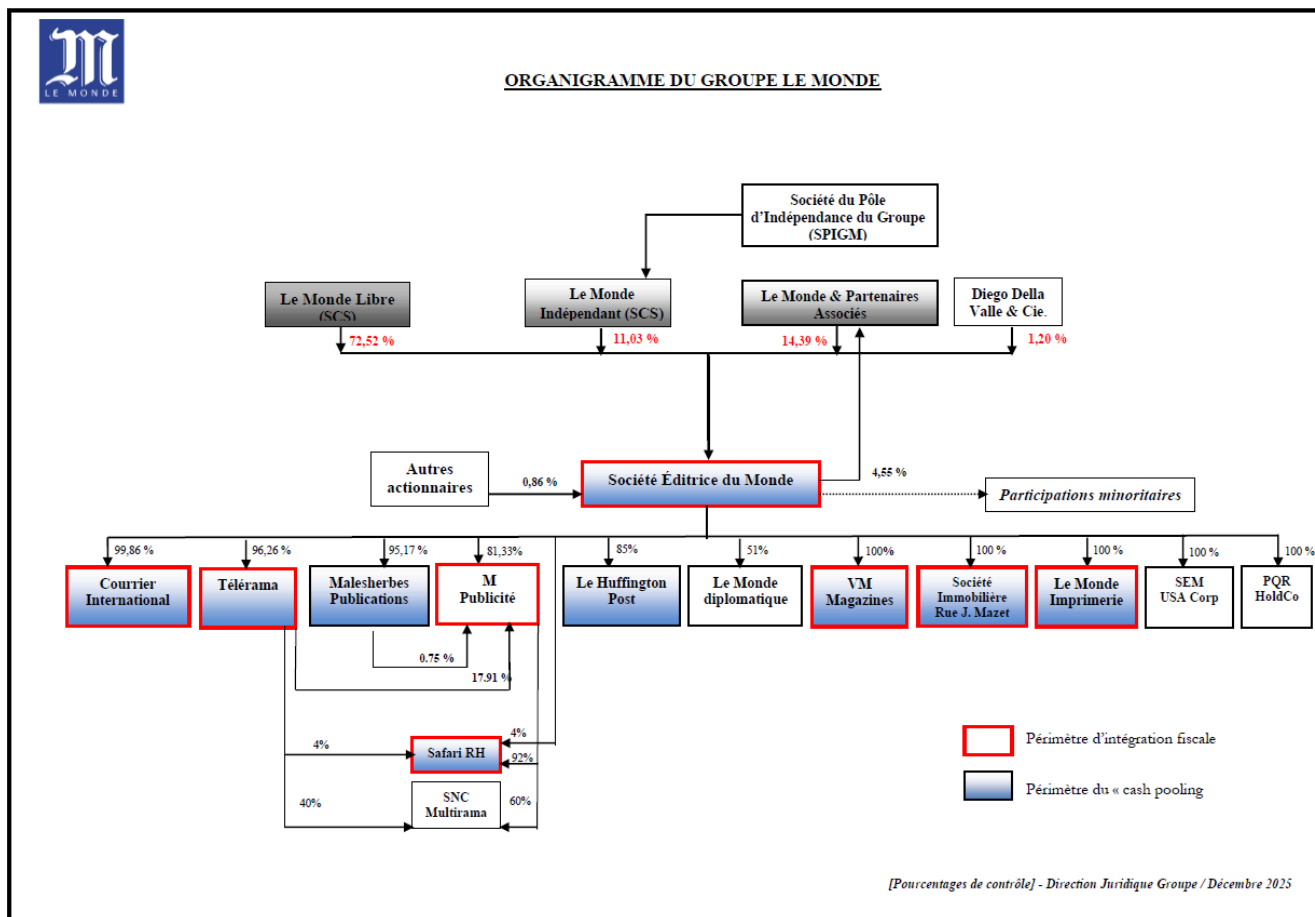 M
LE MONDE
ORGANIGRAMME DU GROUPE LE MONDE
Société du Pôle
d'Indépendance du Groupe
(SPIGM)
Le Monde Libre
(SCS)
Le Monde
Indépendant (SCS)
Le Monde & Partenaires
Associés
Diego Della
Valle & Cie.
72,52 %
11,03 %
14,39 %
1,20 %
Autres
actionnaires
0,86 %
Société Éditrice du Monde
4,55 %
Participations minoritaires
99,86 %
96,26 %
95,17 %
81,33%
85%
51%
100%
100 %
100 %
100 %
100 %
Courrier
International
Télérama
Malesherbes
Publications
M
Publicité
Le Huffington
Post
Le Monde
diplomatique
VM
Magazines
Société
Immobilière
Rue J. Mazet
Le Monde
Imprimerie
SEM
USA Corp
PQR
HoldCo
0.75 %
17.91 %
4%
Safari RH
4%
92%
40%
SNC
Multirama
60%
Périmètre d'intégration fiscale
Périmètre du « cash pooling
[Pourcentages de contrôle] - Direction Juridique Groupe / Décembre 2025